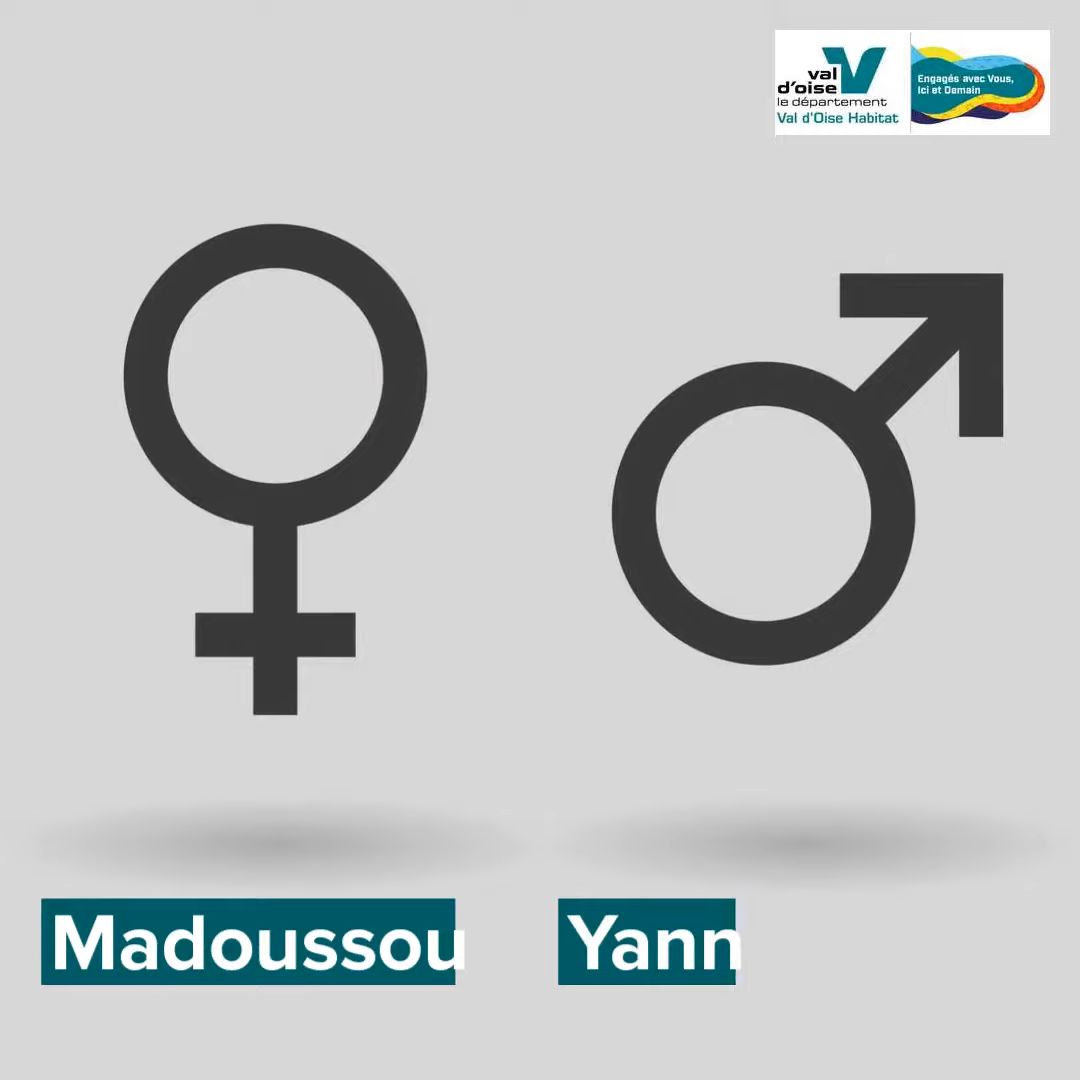 val
d'oise
le département
Val d'Oise Habitat
Engagés avec Vous,
Ici et Demain
Madoussou
Yann